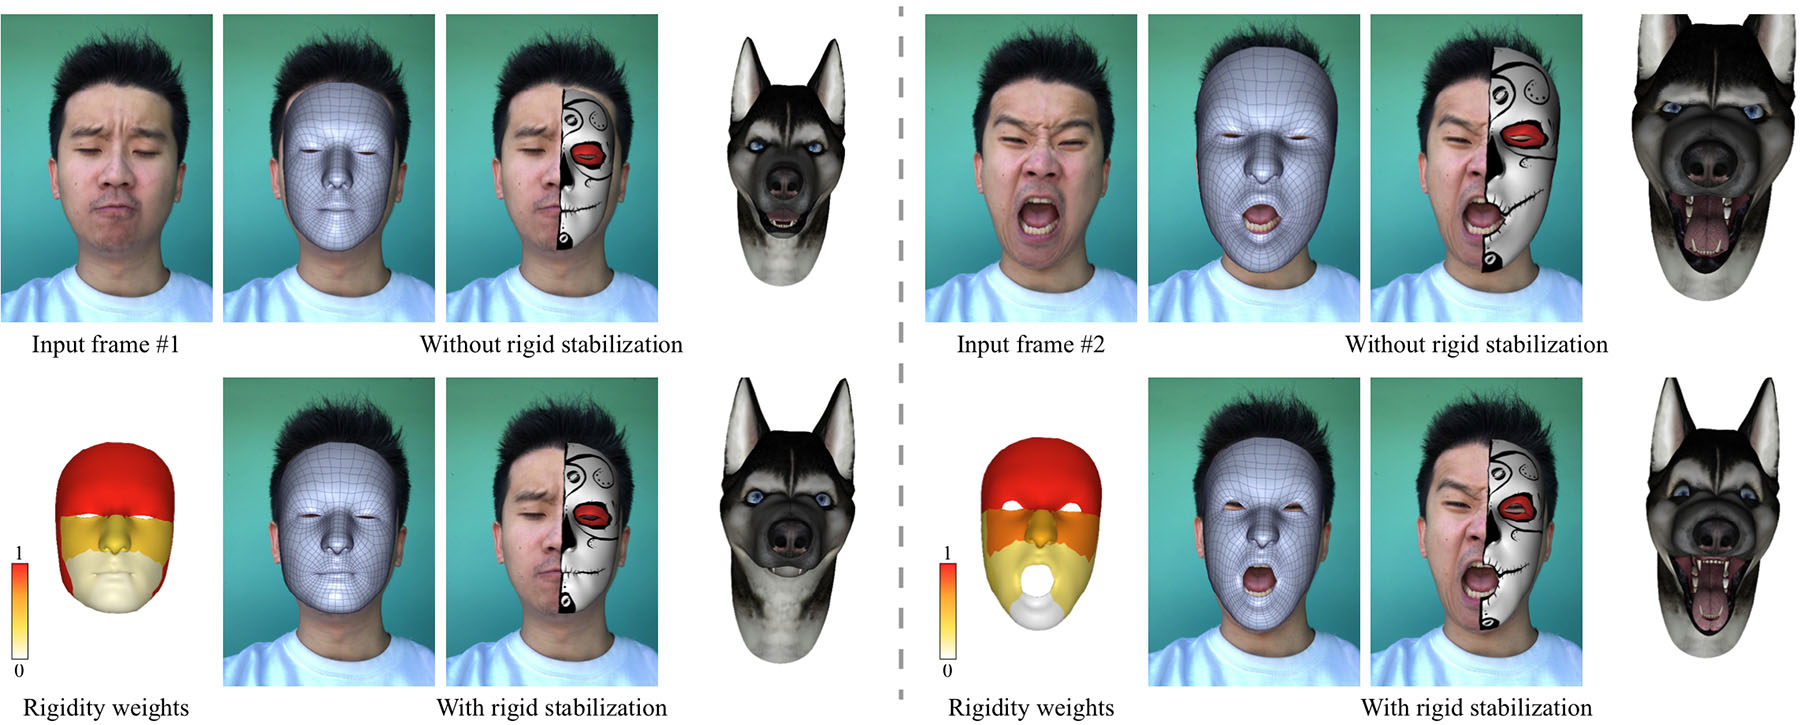 Input frame #1
Without rigid stabilization
Input frame #2
Without rigid stabilization
1
0
Rigidity weights
With rigid stabilization
1
0
Rigidity weights
With rigid stabilization